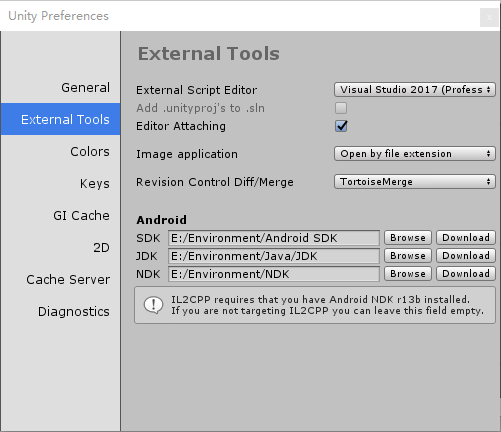 Unity Preferences
External Tools
General
External Tools
Colors
Keys
GI Cache
2D
Cache Server
Diagnostics
External Script Editor Visual Studio 2017 (Profess
Add .unityproj's to .sln
Editor Attaching
Image application Open by file extension
Revision Control Diff/Merge TortoiseMerge
Android
SDK E:/Environment/Android SDK Browse Download
JDK E:/Environment/Java/JDK Browse Download
NDK E:/Environment/NDK Browse Download
IL2CPP requires that you have Android NDK r13b installed.
If you are not targeting IL2CPP you can leave this field empty.